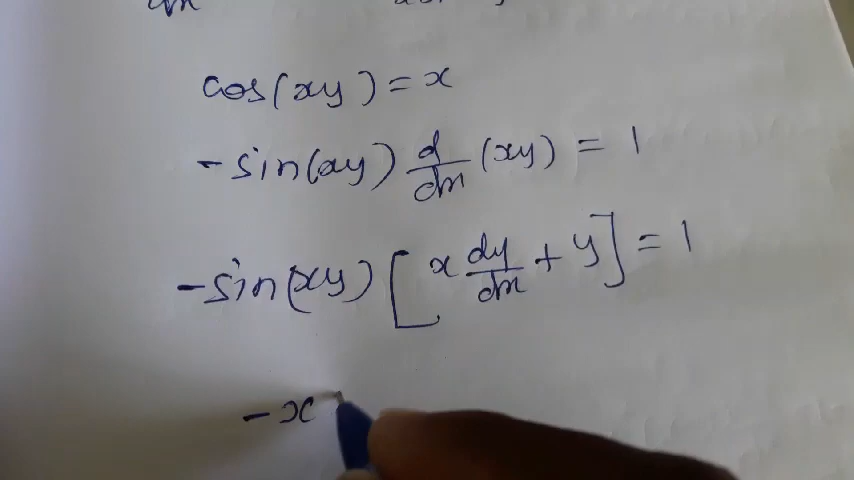 cos(xy) = x
-sin(xy) d/dx (xy) = 1
-sin(xy) [x dy/dx + y] = 1
-x